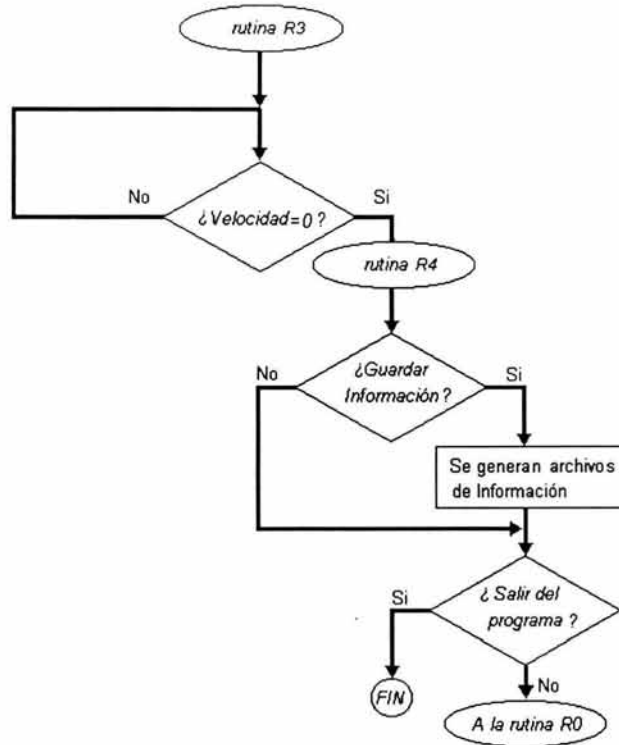 rutina R3
No
Si
¿Velocidad=0?
rutina R4
No
¿Guardar
Información?
Si
Se generan archivos
de Información
Si
¿Salir del
programa?
FIN
No
A la rutina R0